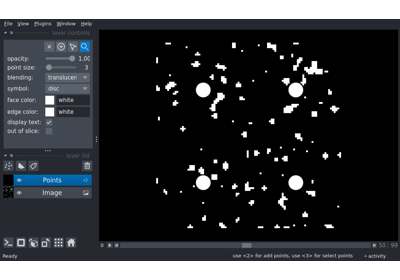 File View Plugins Window Help
layer controls
opacity: 1.00
point size: 3
blending: translucen
symbol: disc
face color: white
edge color: white
display text:
out of slice:
layer list
Points
Image
0 50 99
use <2> for add points, use <3> for select points activity
Ready